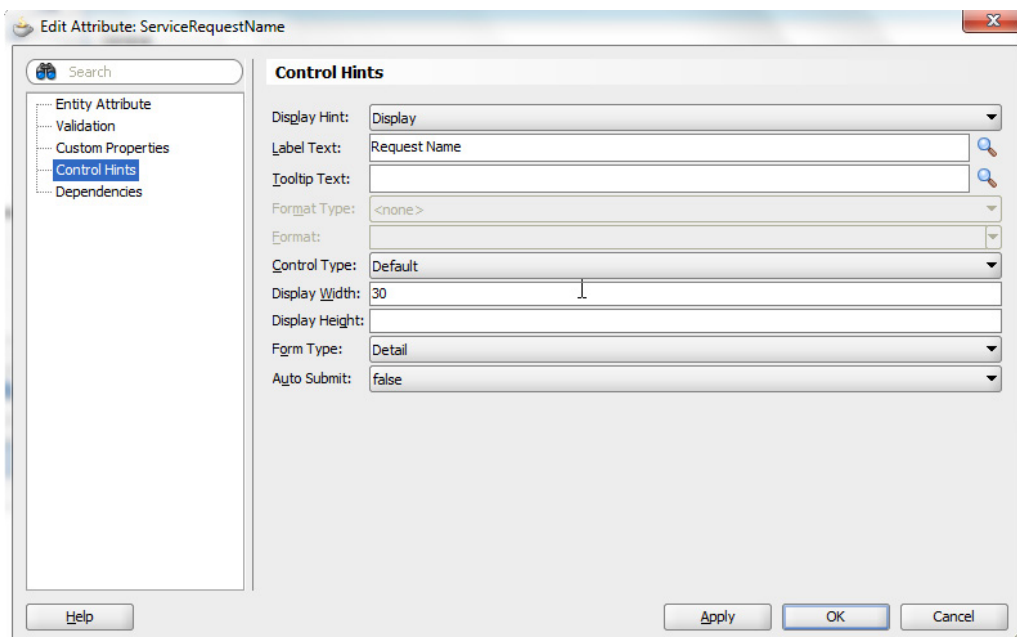 Edit Attribute: ServiceRequestName
x
Search
Entity Attribute
Validation
Custom Properties
Control Hints
Dependencies
Control Hints
Display Hint: Display
Label Text: Request Name
Tooltip Text:
Format Type: <none>
Format:
Control Type: Default
Display Width: 30
Display Height:
Form Type: Detail
Auto Submit: false
Help Apply OK Cancel